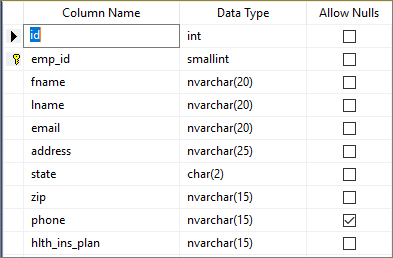 Column Name Data Type Allow Nulls
id int
emp_id smallint
fname nvarchar(20)
lname nvarchar(20)
email nvarchar(20)
address nvarchar(25)
state char(2)
zip nvarchar(15)
phone nvarchar(15)
hlth_ins_plan nvarchar(15)